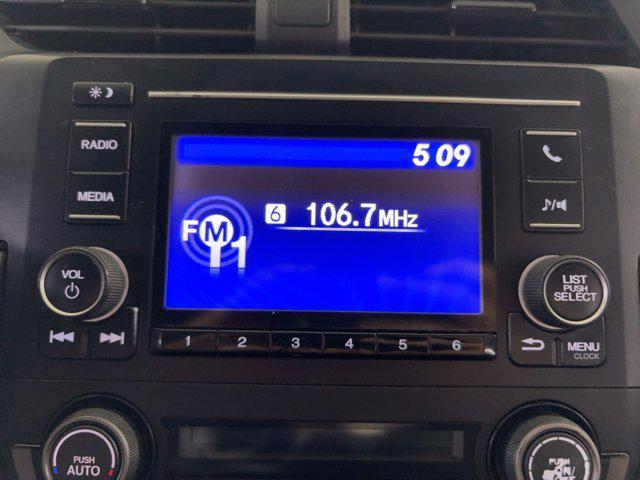 RADIO
MEDIA
VOL
5 09
FM 1
6 106.7MHz
LIST
PUSH
SELECT
1 2 3 4 5 6
MENU
CLOCK
PUSH
AUTO
PUSH